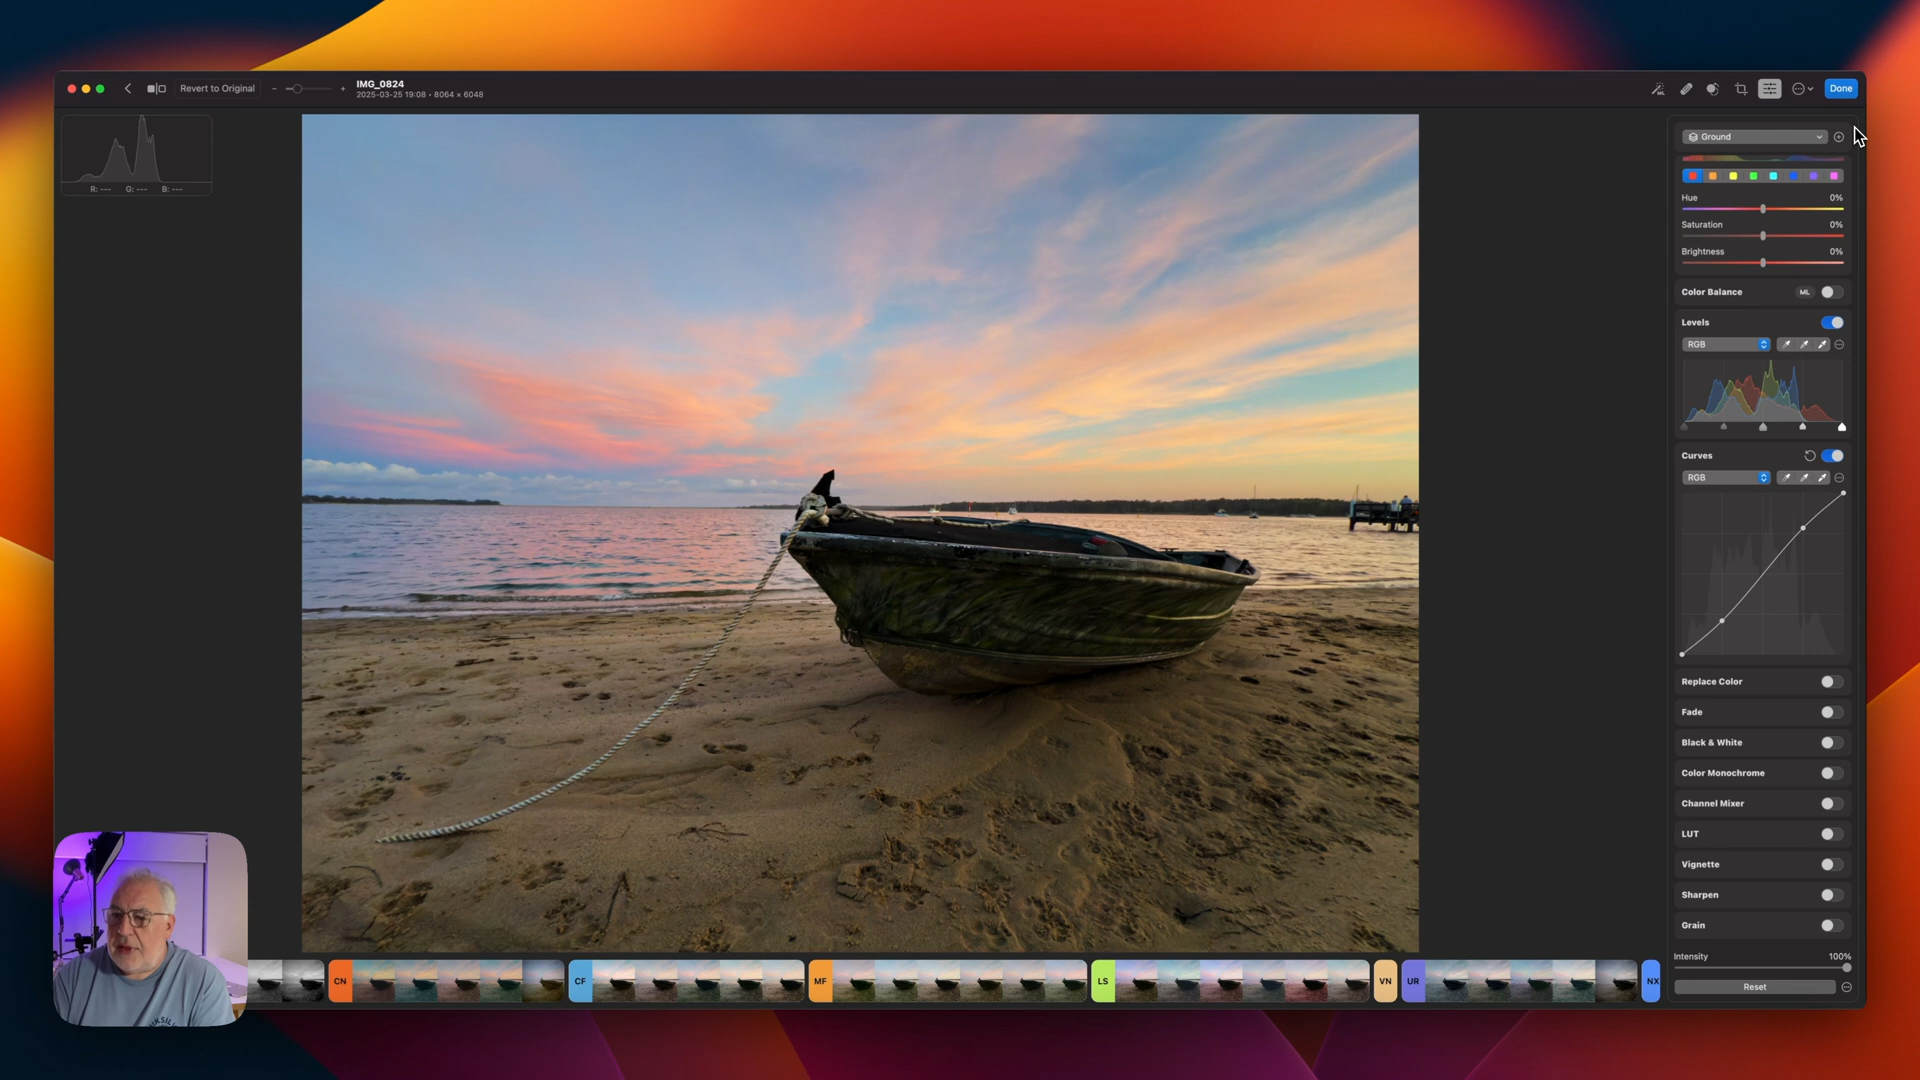 Revert to Original
IMG_0824
2025-03-25 19:08 • 8064 × 6048
Done
R: --- G: --- B: ---
Ground
Hue 0%
Saturation 0%
Brightness 0%
Color Balance ML
Levels
RGB
Curves
RGB
Replace Color
Fade
Black & White
Color Monochrome
Channel Mixer
LUT
Vignette
Sharpen
Grain
Intensity 100%
Reset
CN
CF
MF
LS
VN
UR
NX